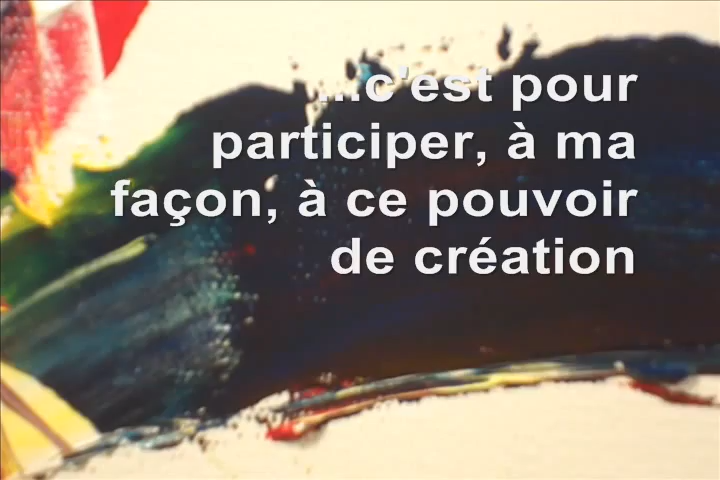 ...c'est pour
participer, à ma
façon, à ce pouvoir
de création